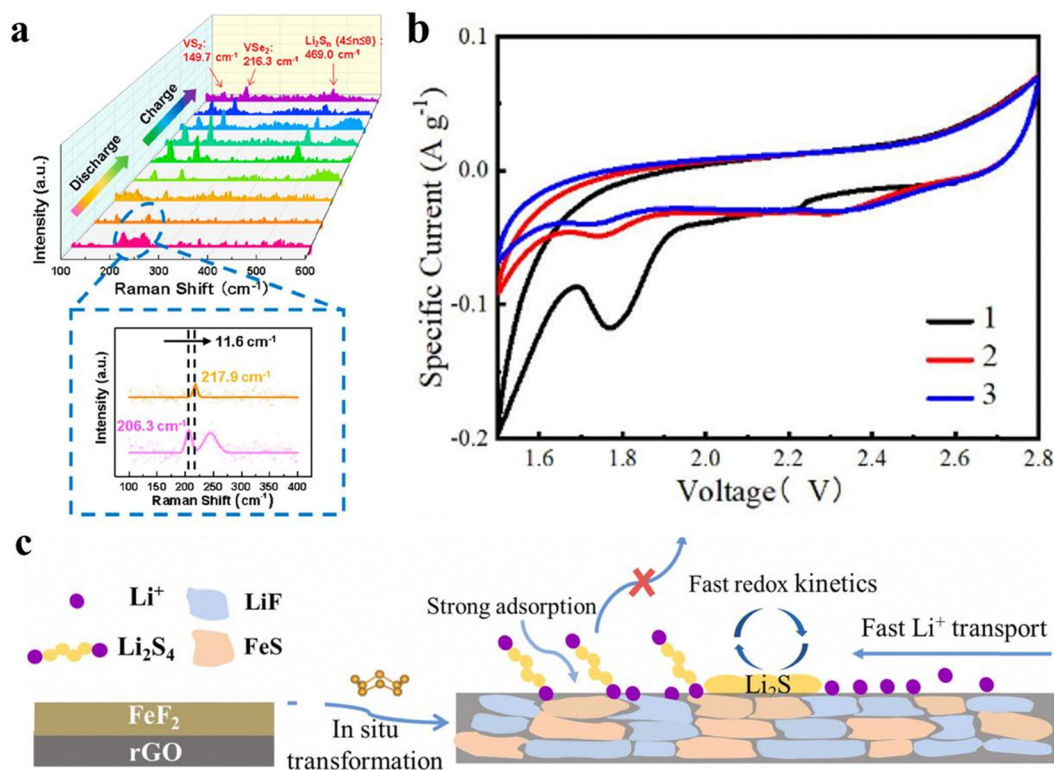 a
VS₂:
149.7 cm⁻¹
VSe₂:
216.3 cm⁻¹
Li₂Sₙ (4≤n≤8) :
469.0 cm⁻¹
Discharge
Charge
Intensity (a.u.)
100 200 300 400 500 600
Raman Shift (cm⁻¹)
11.6 cm⁻¹
217.9 cm⁻¹
206.3 cm⁻¹
Intensity (a.u.)
100 150 200 250 300 350 400
Raman Shift (cm⁻¹)
b
Specific Current (A g⁻¹)
0.1
0.0
-0.1
-0.2
1
2
3
1.6 1.8 2.0 2.2 2.4 2.6 2.8
Voltage( V)
c
Li⁺
LiF
Li₂S₄
FeS
FeF₂
rGO
In situ
transformation
Strong adsorption
Fast redox kinetics
Fast Li⁺ transport
Li₂S